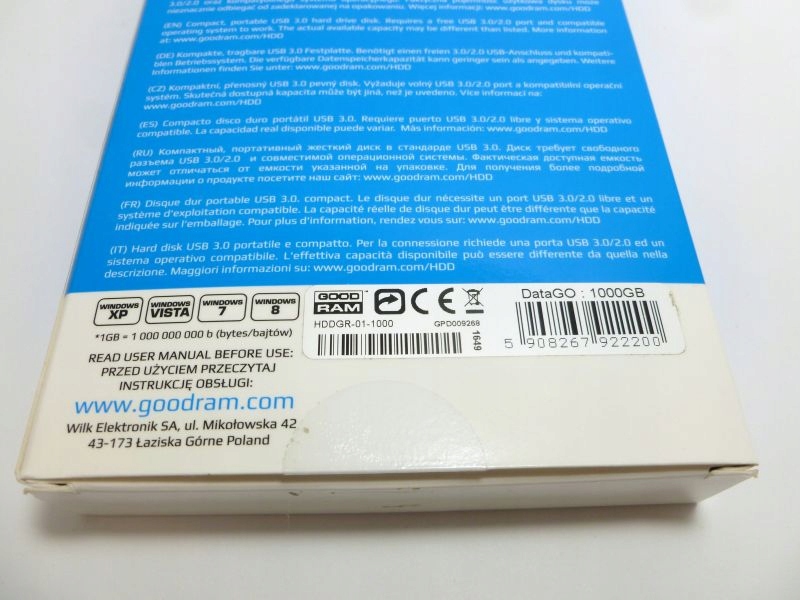 3.0/2.0 oraz kompatybilnego systemu operacyjnego. Faktyczna pojemność użytkowa dysku może
nieznacznie odbiegać od zadeklarowanej na opakowaniu. Więcej informacji: www.goodram.com/HDD
(EN) Compact, portable USB 3.0 hard drive disk. Requires a free USB 3.0/2.0 port and compatible
operating system to work. The actual available capacity may be different than listed. More information
at: www.goodram.com/HDD
(DE) Kompakte, tragbare USB 3.0 Festplatte. Benötigt einen freien 3.0/2.0 USB-Anschluss und kompati-
blen Betriebssystem. Die verfügbare Datenspeicherkapazität kann geringer sein als angegeben. Weitere
Informationen finden Sie unter: www.goodram.com/HDD
(CZ) Kompaktní, přenosný USB 3.0 pevný disk. Vyžaduje volný USB 3.0/2.0 port a kompatibilní operační
systém. Skutečná dostupná kapacita může být jiná, než je uvedeno. Více informací na:
www.goodram.com/HDD
(ES) Compacto disco duro portátil USB 3.0. Requiere puerto USB 3.0/2.0 libre y sistema operativo
compatible. La capacidad real disponible puede variar. Más información: www.goodram.com/HDD
(RU) Компактный, портативный жесткий диск в стандарте USB 3.0. Диск требует свободного
разъема USB 3.0/2.0 и совместимой операционной системы. Фактическая доступная емкость
может отличаться от емкости указанной на упаковке. Для получения более подробной
информации о продукте посетите наш сайт: www.goodram.com/HDD
(FR) Disque dur portable USB 3.0. compact. Le disque dur nécessite un port USB 3.0/2.0 libre et un
système d'exploitation compatible. La capacité réelle de disque dur peut être différente que la capacité
indiquée sur l'emballage. Pour plus d'information, rendez vous sur: www.goodram.com/HDD
(IT) Hard disk USB 3.0 portatile e compatto. Per la connessione richiede una porta USB 3.0/2.0 ed un
sistema operativo compatibile. L'effettiva capacità disponibile può essere differente da quella nella
descrizione. Maggiori informazioni su: www.goodram.com/HDD
WINDOWS XP
WINDOWS VISTA
WINDOWS 7
WINDOWS 8
*1GB = 1 000 000 000 b (bytes/bajtów)
READ USER MANUAL BEFORE USE:
PRZED UŻYCIEM PRZECZYTAJ
INSTRUKCJĘ OBSŁUGI:
www.goodram.com
Wilk Elektronik SA, ul. Mikołowska 42
43-173 Łaziska Górne Poland
GOOD
RAM
CE
HDDGR-01-1000
GPD009268
1649
DataGO : 1000GB
5 908267 922200